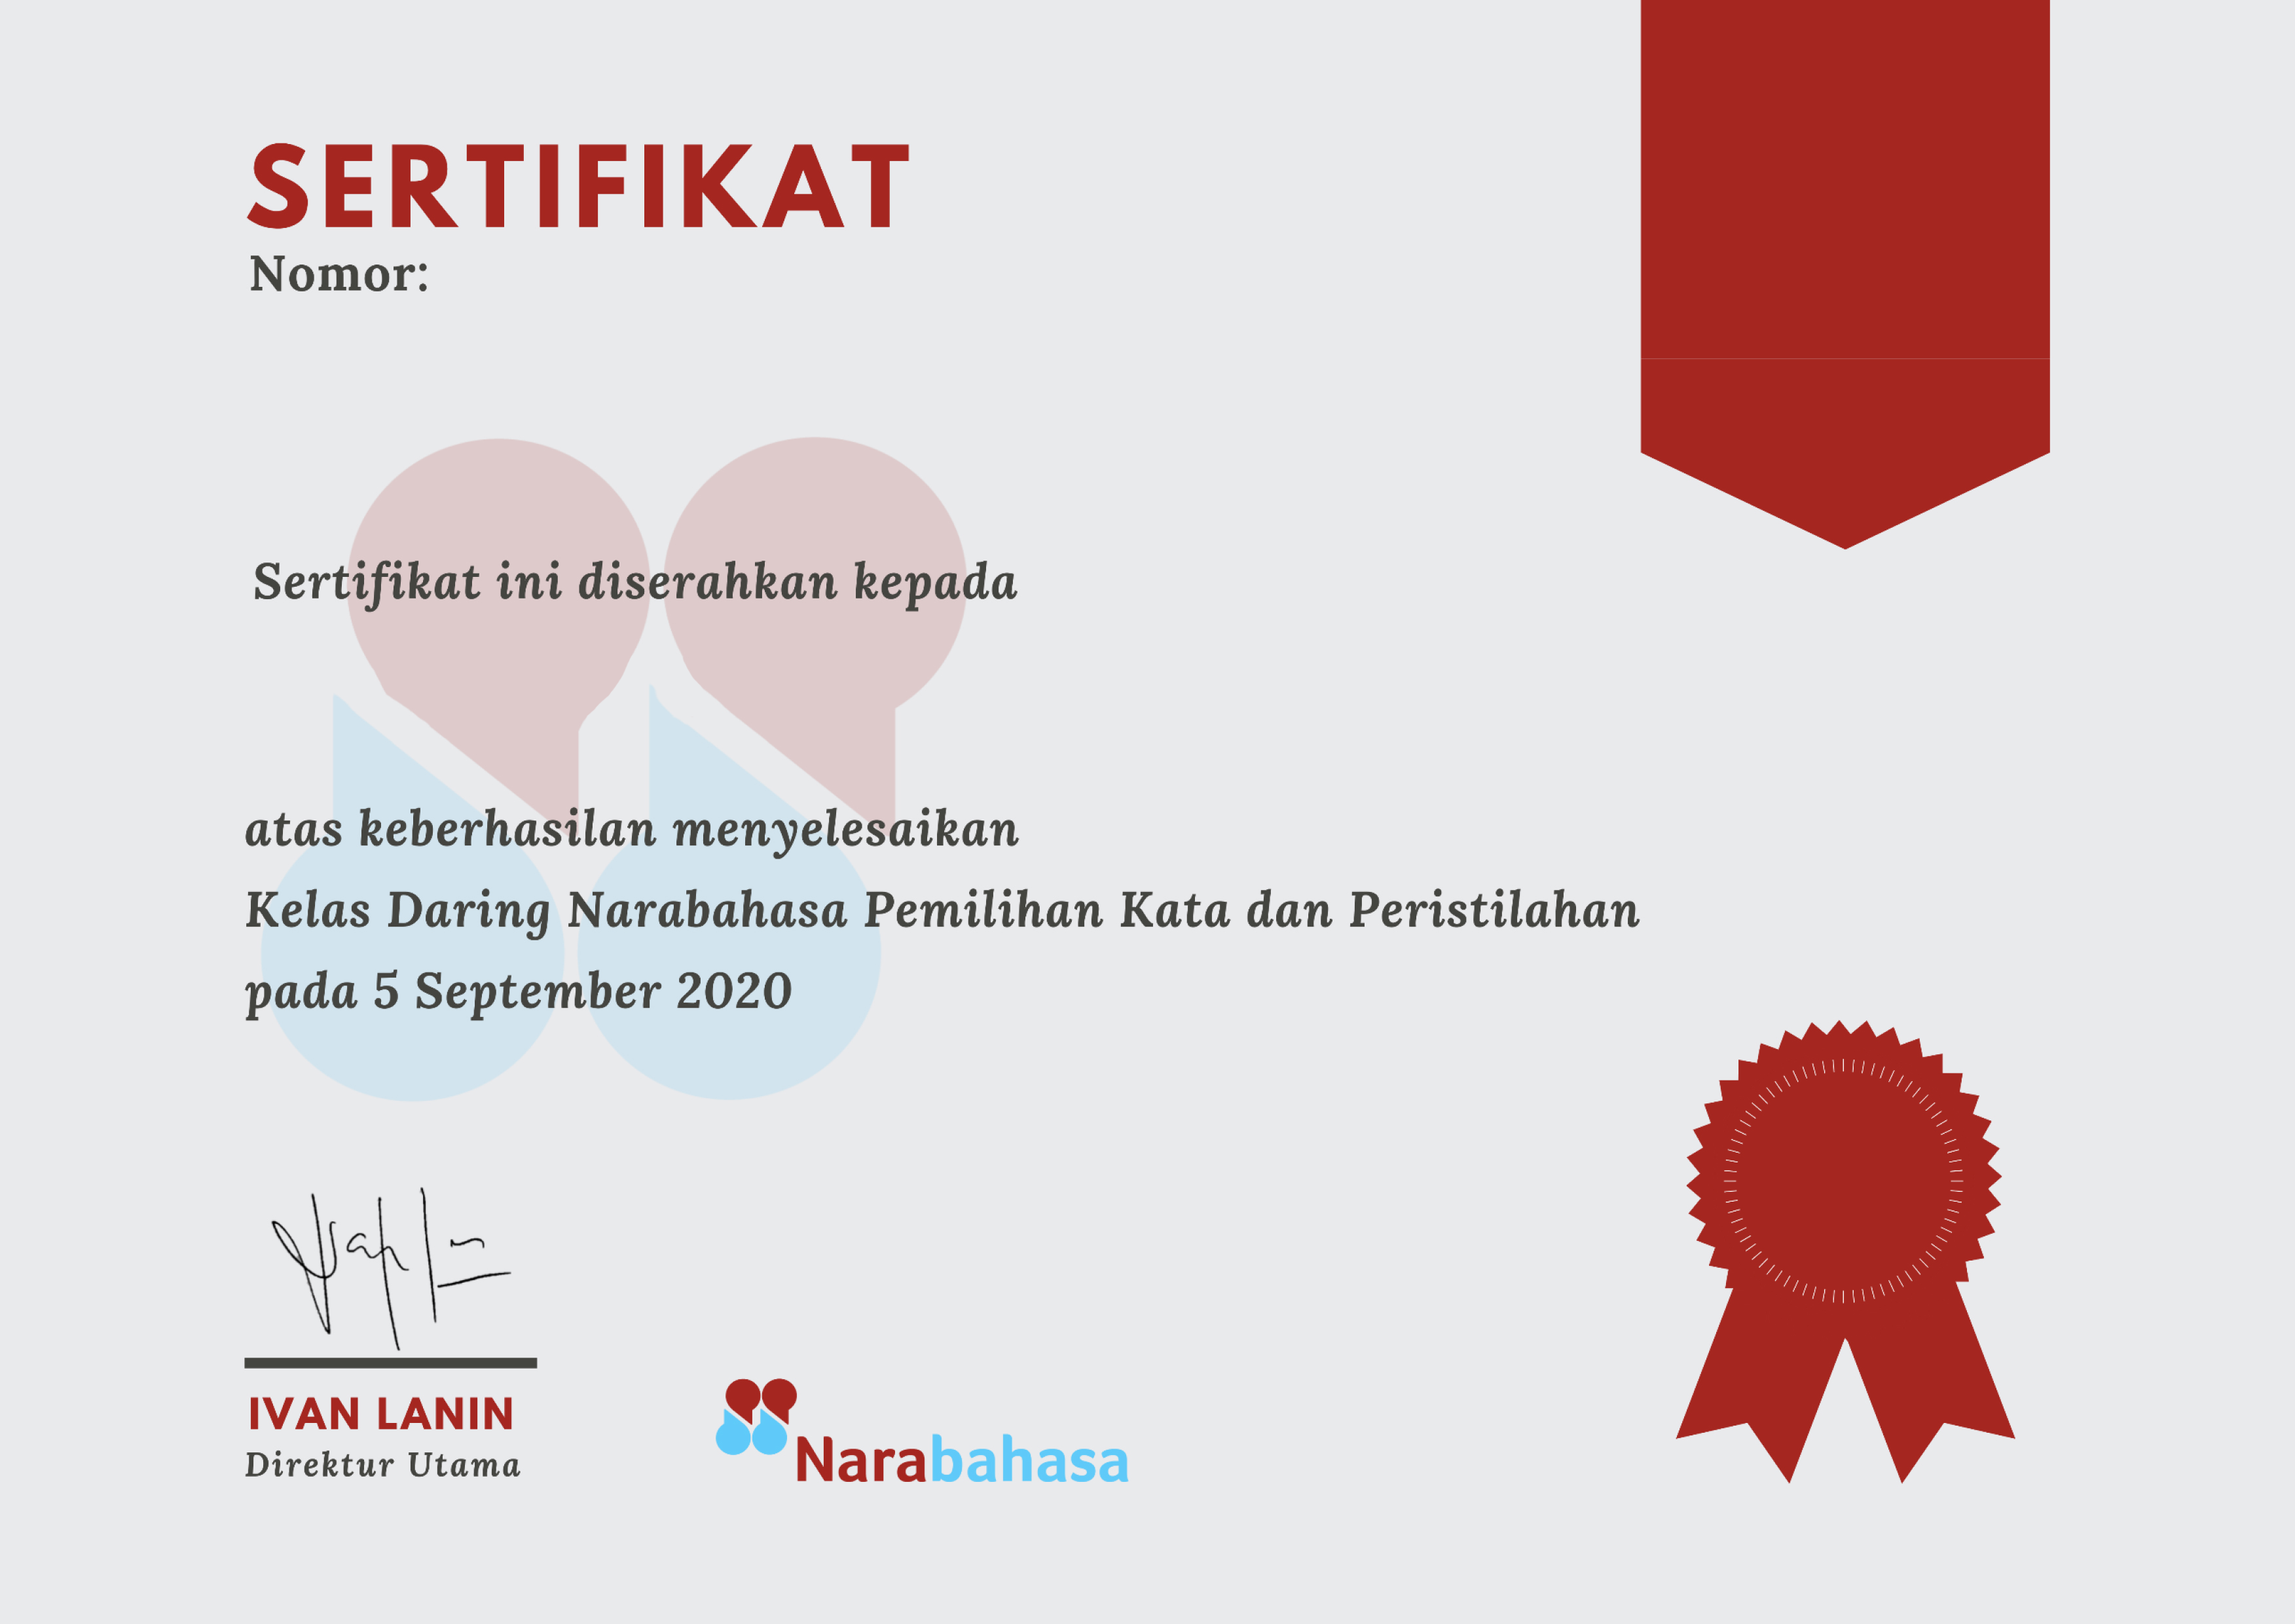 SERTIFIKAT
Nomor:
Sertifikat ini diserahkan kepada
atas keberhasilan menyelesaikan
Kelas Daring Narabahasa Pemilihan Kata dan Peristilahan
pada 5 September 2020
IVAN LANIN
Direktur Utama
Narabahasa